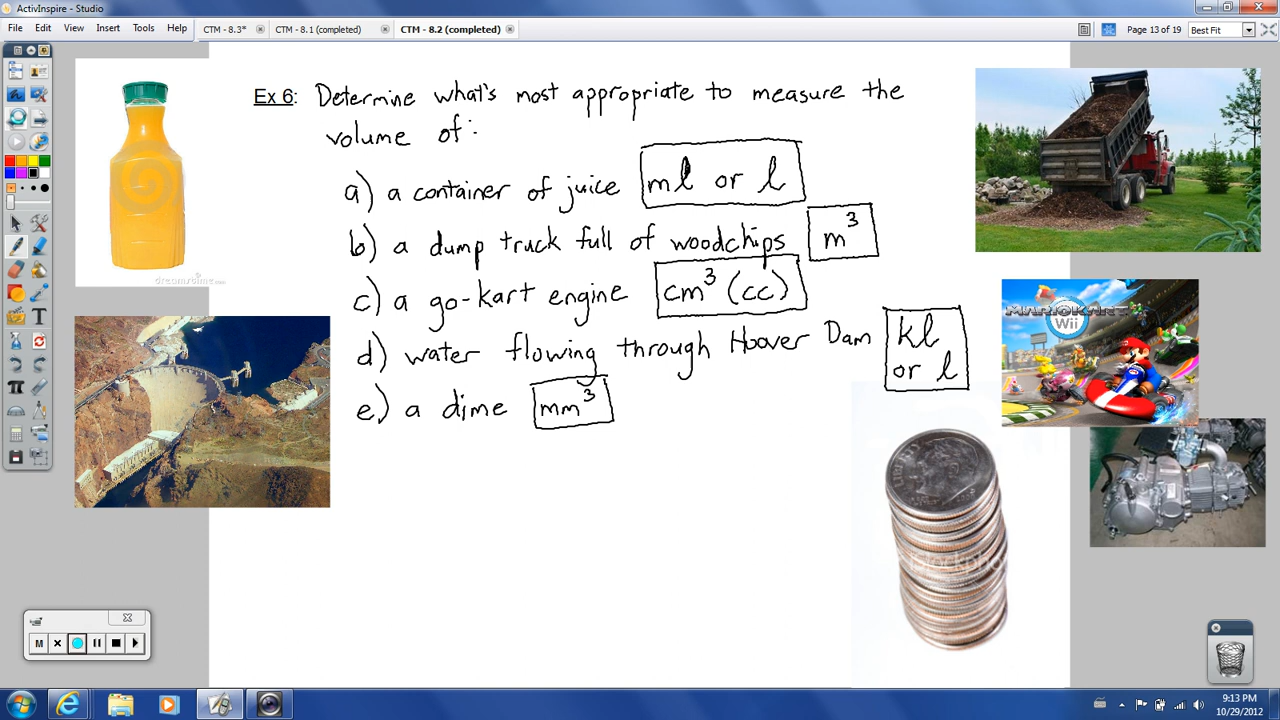 ActivInspire - Studio
File Edit View Insert Tools Help
CTM - 8.3* CTM - 8.1 (completed) CTM - 8.2 (completed)
Page 13 of 19 Best Fit
Ex 6: Determine what's most appropriate to measure the
volume of:
a) a container of juice ml or l
b) a dump truck full of woodchips m³
c) a go-kart engine cm³ (cc)
d) water flowing through Hoover Dam kl
or l
e) a dime mm³
dreamstime.com
MARIOKART
Wii
LIBERTY
iStockpho
M
9:13 PM
10/29/2012